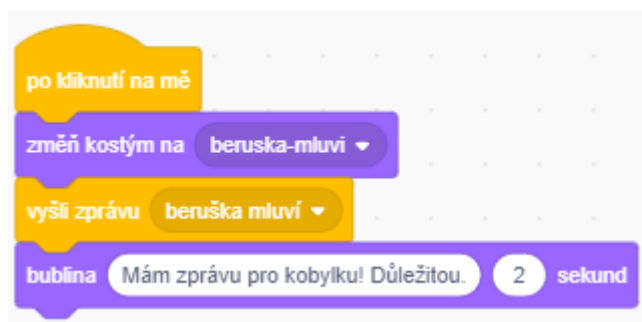 po kliknutí na mě
změň kostým na beruska-mluvi
vyšli zprávu beruška mluví
bublina Mám zprávu pro kobylku! Důležitou. 2 sekund